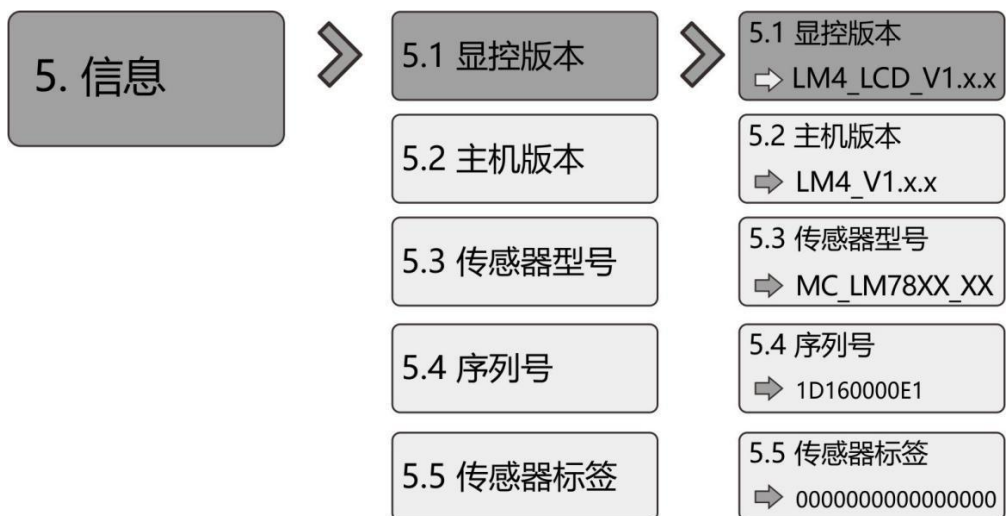 5. 信息
5.1 显控版本
5.1 显控版本
LM4_LCD_V1.x.x
5.2 主机版本
5.2 主机版本
LM4_V1.x.x
5.3 传感器型号
5.3 传感器型号
MC_LM78XX_XX
5.4 序列号
5.4 序列号
1D160000E1
5.5 传感器标签
5.5 传感器标签
0000000000000000